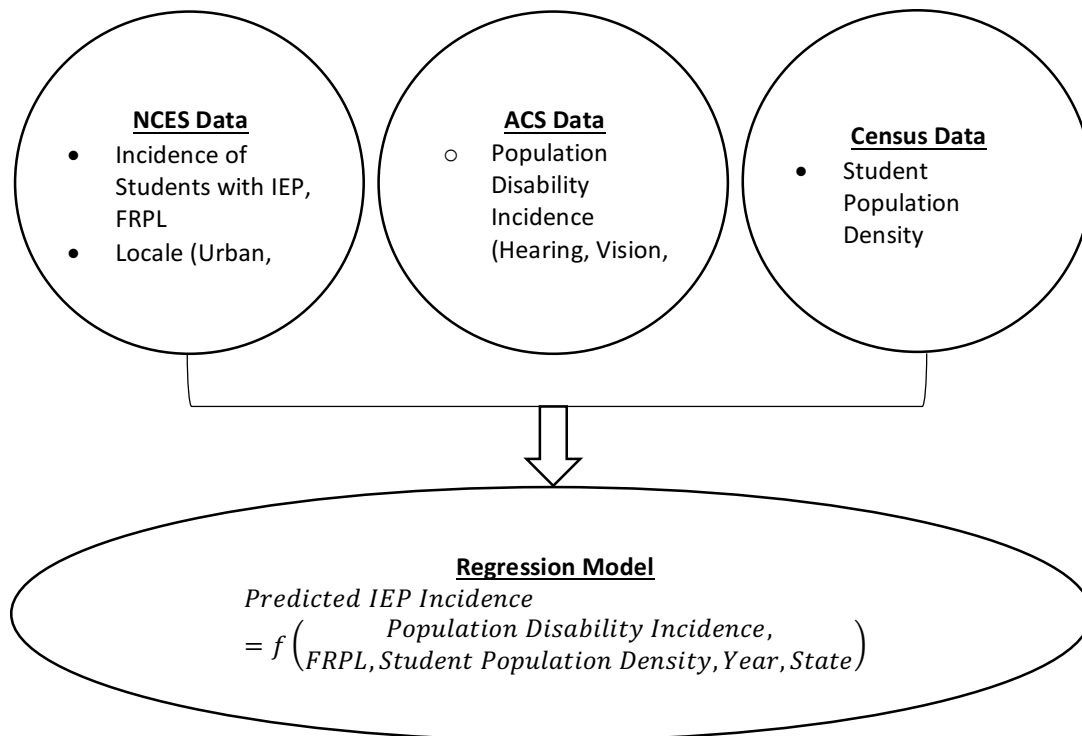 NCES Data
• Incidence of
Students with IEP,
FRPL
• Locale (Urban,
ACS Data
○ Population
Disability
Incidence
(Hearing, Vision,
Census Data
• Student
Population
Density
Regression Model
Predicted IEP Incidence
= f ( Population Disability Incidence,
FRPL, Student Population Density, Year, State )